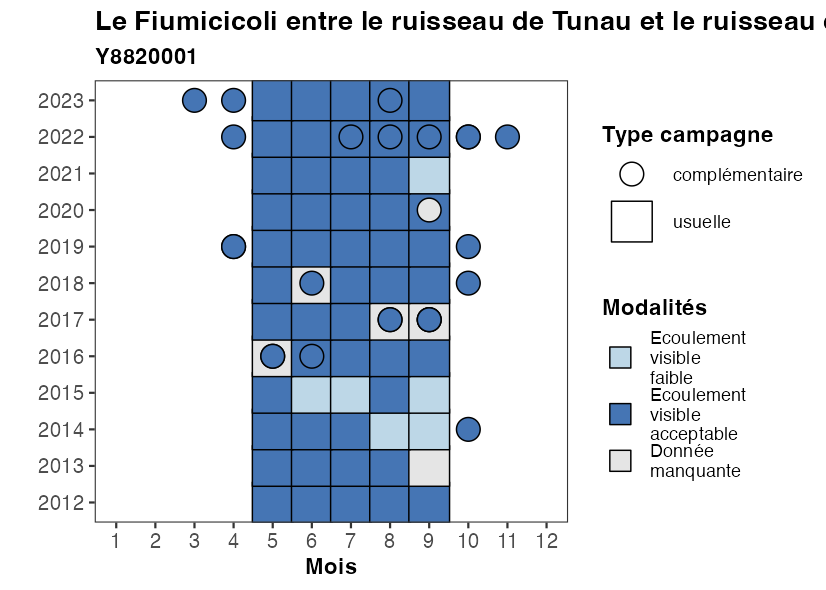 Le Fiumicicoli entre le ruisseau de Tunau et le ruisseau
Y8820001
2023
2022
2021
2020
2019
2018
2017
2016
2015
2014
2013
2012
1 2 3 4 5 6 7 8 9 10 11 12
Mois
Type campagne
complémentaire
usuelle
Modalités
Ecoulement
visible
faible
Ecoulement
visible
acceptable
Donnée
manquante